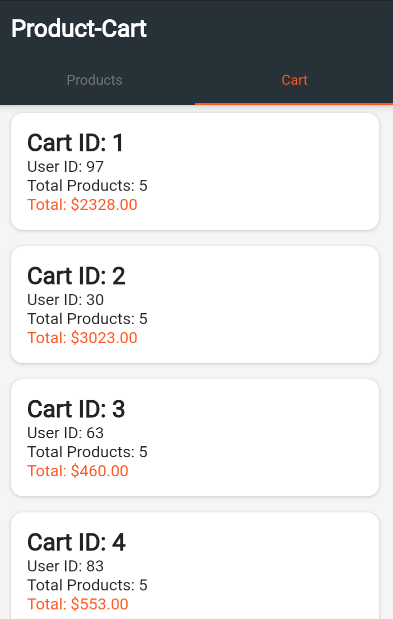 Product-Cart
Products
Cart
Cart ID: 1
User ID: 97
Total Products: 5
Total: $2328.00
Cart ID: 2
User ID: 30
Total Products: 5
Total: $3023.00
Cart ID: 3
User ID: 63
Total Products: 5
Total: $460.00
Cart ID: 4
User ID: 83
Total Products: 5
Total: $553.00